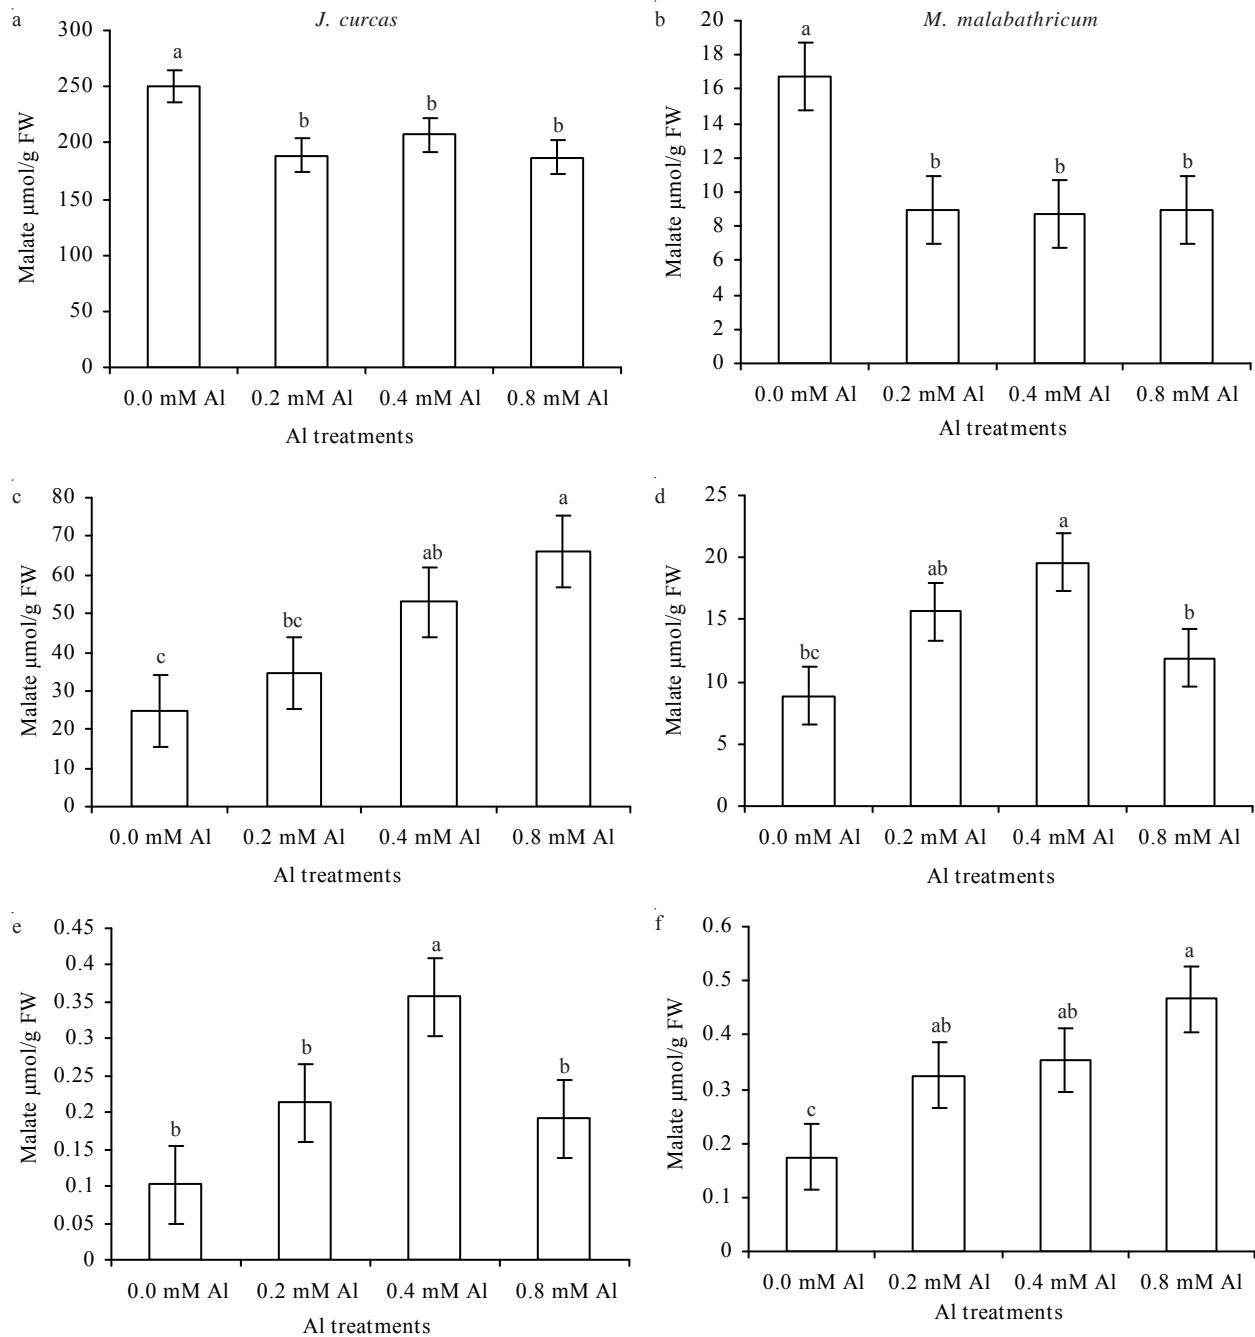 a
J. curcas
300
250
200
150
100
50
0
Malate µmol/g FW
a
b
b
b
0.0 mM Al 0.2 mM Al 0.4 mM Al 0.8 mM Al
Al treatments
b
M. malabathricum
20
18
16
14
12
10
8
6
4
2
0
Malate µmol/g FW
a
b
b
b
0.0 mM Al 0.2 mM Al 0.4 mM Al 0.8 mM Al
Al treatments
c
80
70
60
50
40
30
20
10
0
Malate µmol/g FW
c
bc
ab
a
0.0 mM Al 0.2 mM Al 0.4 mM Al 0.8 mM Al
Al treatments
d
25
20
15
10
5
0
Malate µmol/g FW
bc
ab
a
b
0.0 mM Al 0.2 mM Al 0.4 mM Al 0.8 mM Al
Al treatments
e
0.45
0.4
0.35
0.3
0.25
0.2
0.15
0.1
0.05
0
Malate µmol/g FW
b
b
a
b
0.0 mM Al 0.2 mM Al 0.4 mM Al 0.8 mM Al
Al treatments
f
0.6
0.5
0.4
0.3
0.2
0.1
0
Malate µmol/g FW
c
ab
ab
a
0.0 mM Al 0.2 mM Al 0.4 mM Al 0.8 mM Al
Al treatments